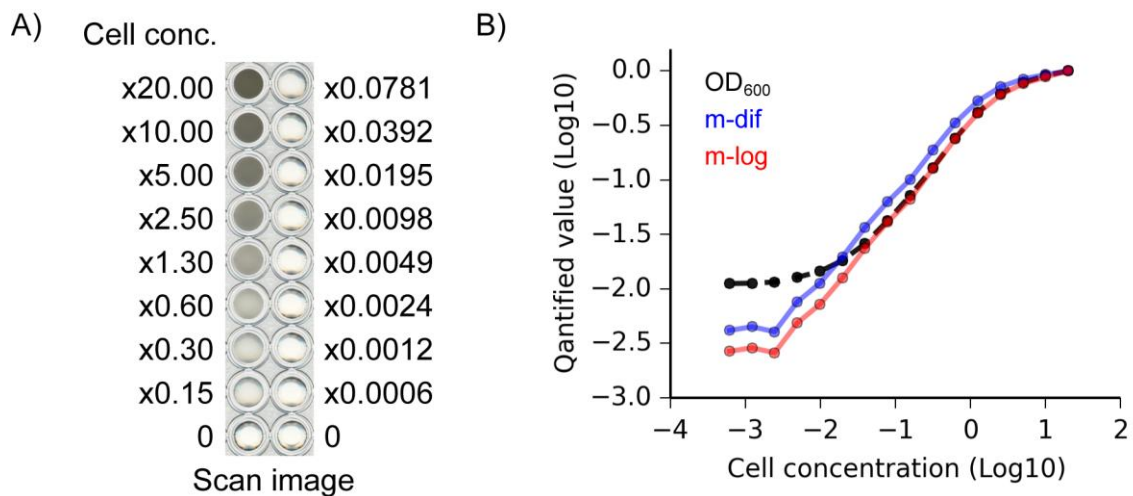 A)
Cell conc.
x20.00 x0.0781
x10.00 x0.0392
x5.00 x0.0195
x2.50 x0.0098
x1.30 x0.0049
x0.60 x0.0024
x0.30 x0.0012
x0.15 x0.0006
0 0
Scan image
B)
OD600
m-dif
m-log
Qantified value (Log10)
0.0
−0.5
−1.0
−1.5
−2.0
−2.5
−3.0
−4 −3 −2 −1 0 1 2
Cell concentration (Log10)